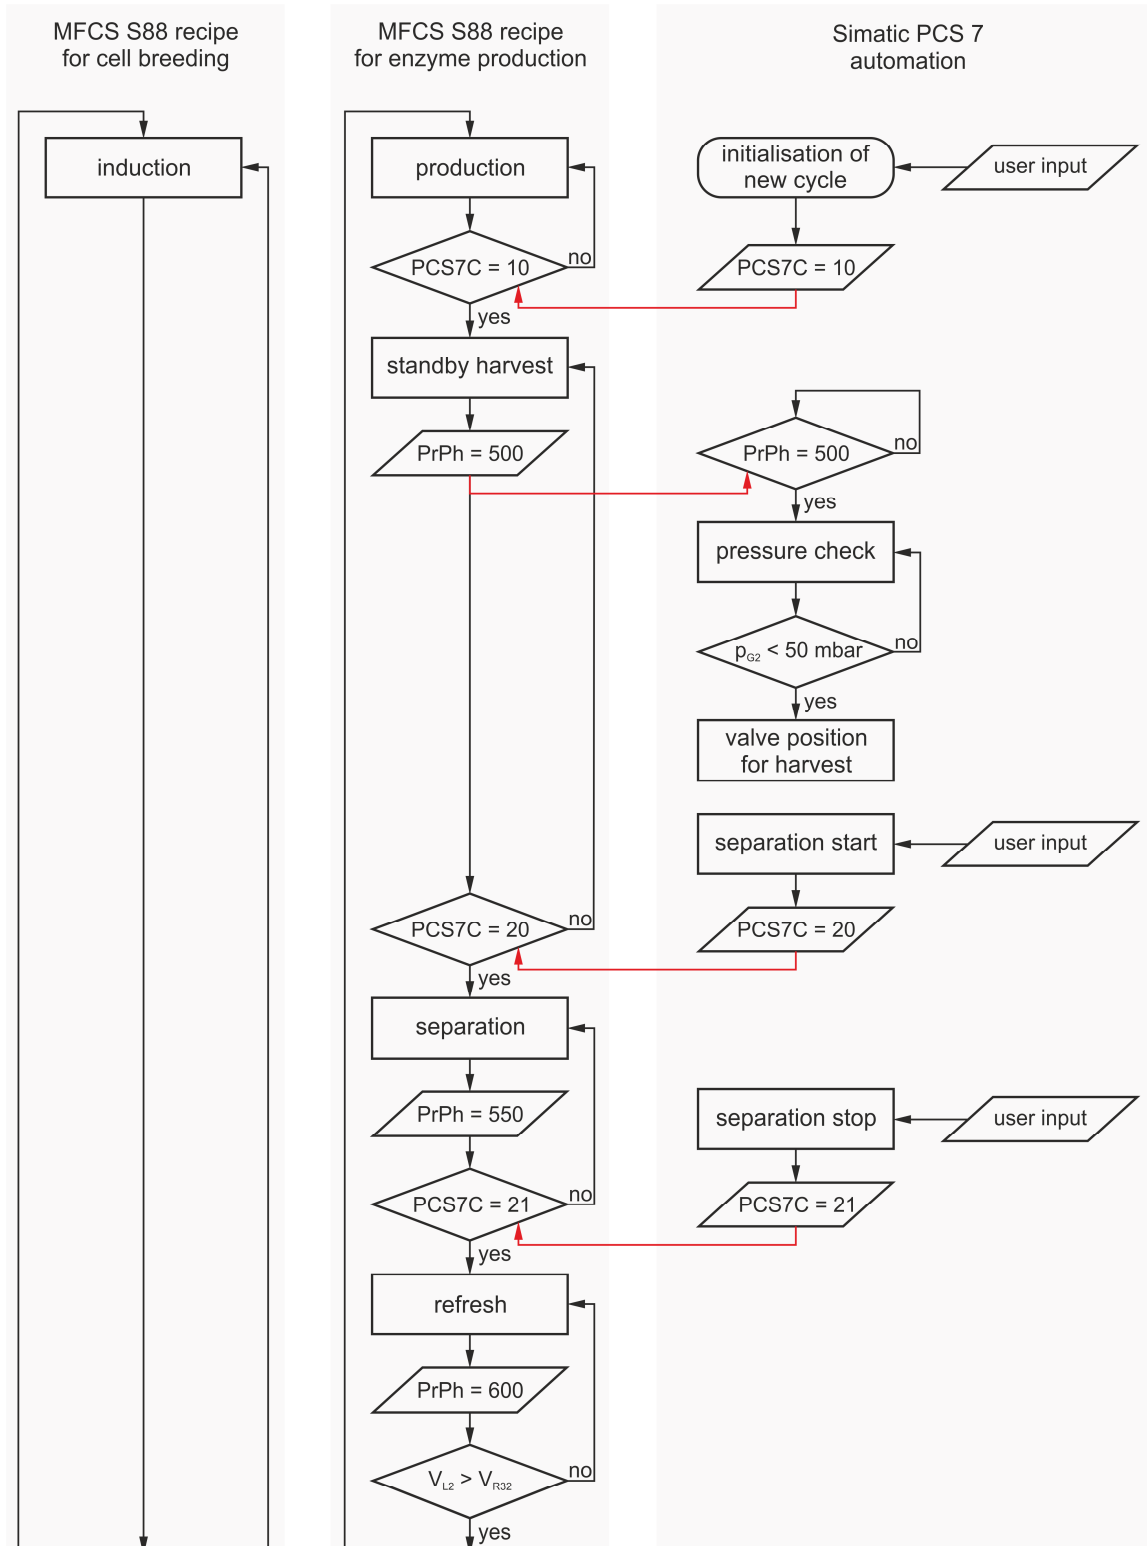 MFCS S88 recipe
for cell breeding
induction
MFCS S88 recipe
for enzyme production
production
PCS7C = 10
no
yes
standby harvest
PrPh = 500
PCS7C = 20
no
yes
separation
PrPh = 550
PCS7C = 21
no
yes
refresh
PrPh = 600
V_L2 > V_R32
no
yes
Simatic PCS 7
automation
initialisation of
new cycle
user input
PCS7C = 10
PrPh = 500
no
yes
pressure check
p_G2 < 50 mbar
no
yes
valve position
for harvest
separation start
user input
PCS7C = 20
separation stop
user input
PCS7C = 21